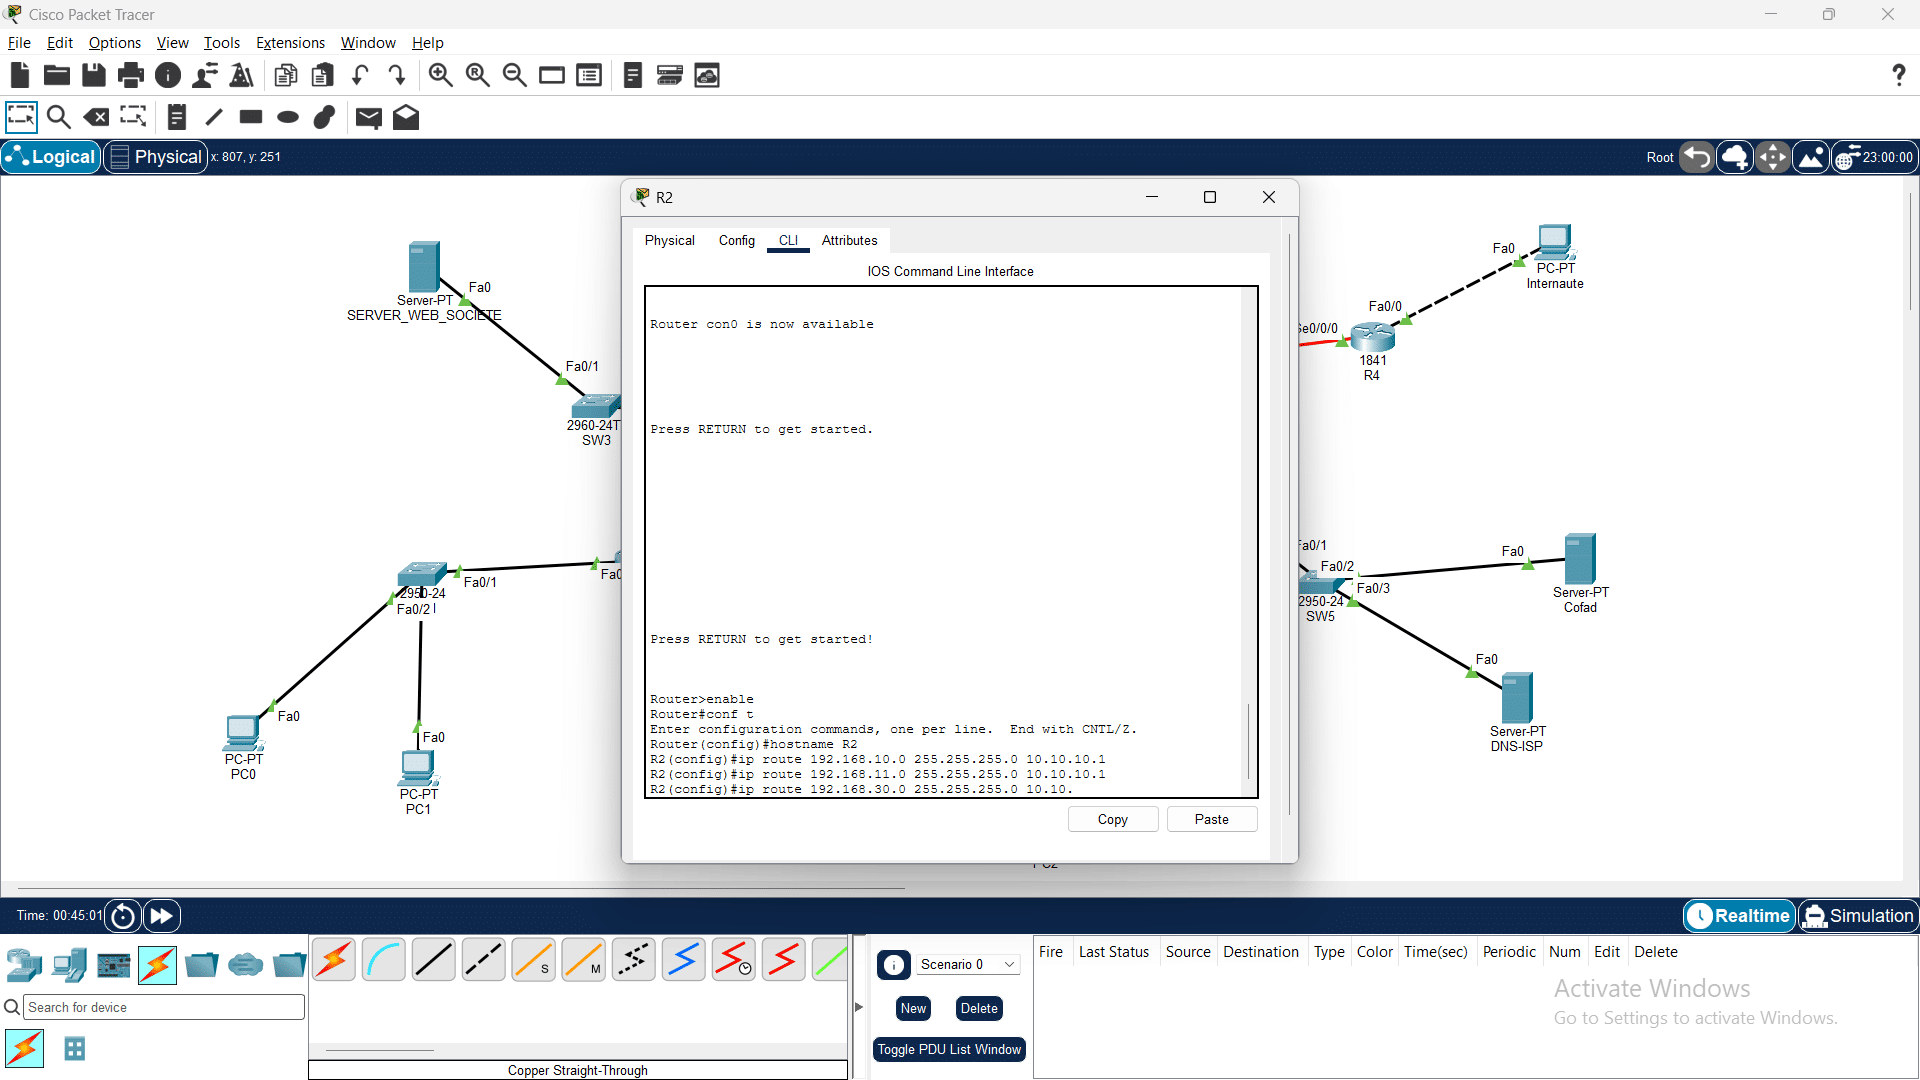 Cisco Packet Tracer
File Edit Options View Tools Extensions Window Help
Logical Physical x: 807, y: 251 Root 23:00:00
R2
Physical Config CLI Attributes
IOS Command Line Interface
Router con0 is now available
Press RETURN to get started.
Press RETURN to get started!
Router>enable
Router#conf t
Enter configuration commands, one per line. End with CNTL/Z.
Router(config)#hostname R2
R2(config)#ip route 192.168.10.0 255.255.255.0 10.10.10.1
R2(config)#ip route 192.168.11.0 255.255.255.0 10.10.10.1
R2(config)#ip route 192.168.30.0 255.255.255.0 10.10.
Copy Paste
Fa0
Server-PT
SERVER_WEB_SOCIETE
Fa0/1
2960-24T
SW3
Fa0/1
2950-24
Fa0/2
Fa0
PC-PT
PC0
Fa0
PC-PT
PC1
Fa0
PC-PT
Internaute
Fa0/0
Se0/0/0
1841
R4
Fa0/1
Fa0/2
Fa0/3
2950-24
SW5
Fa0
Server-PT
Cofad
Fa0
Server-PT
DNS-ISP
PC2
Time: 00:45:01 Realtime Simulation
S M
Search for device
Copper Straight-Through
Scenario 0
New Delete
Toggle PDU List Window
Fire Last Status Source Destination Type Color Time(sec) Periodic Num Edit Delete
Activate Windows
Go to Settings to activate Windows.